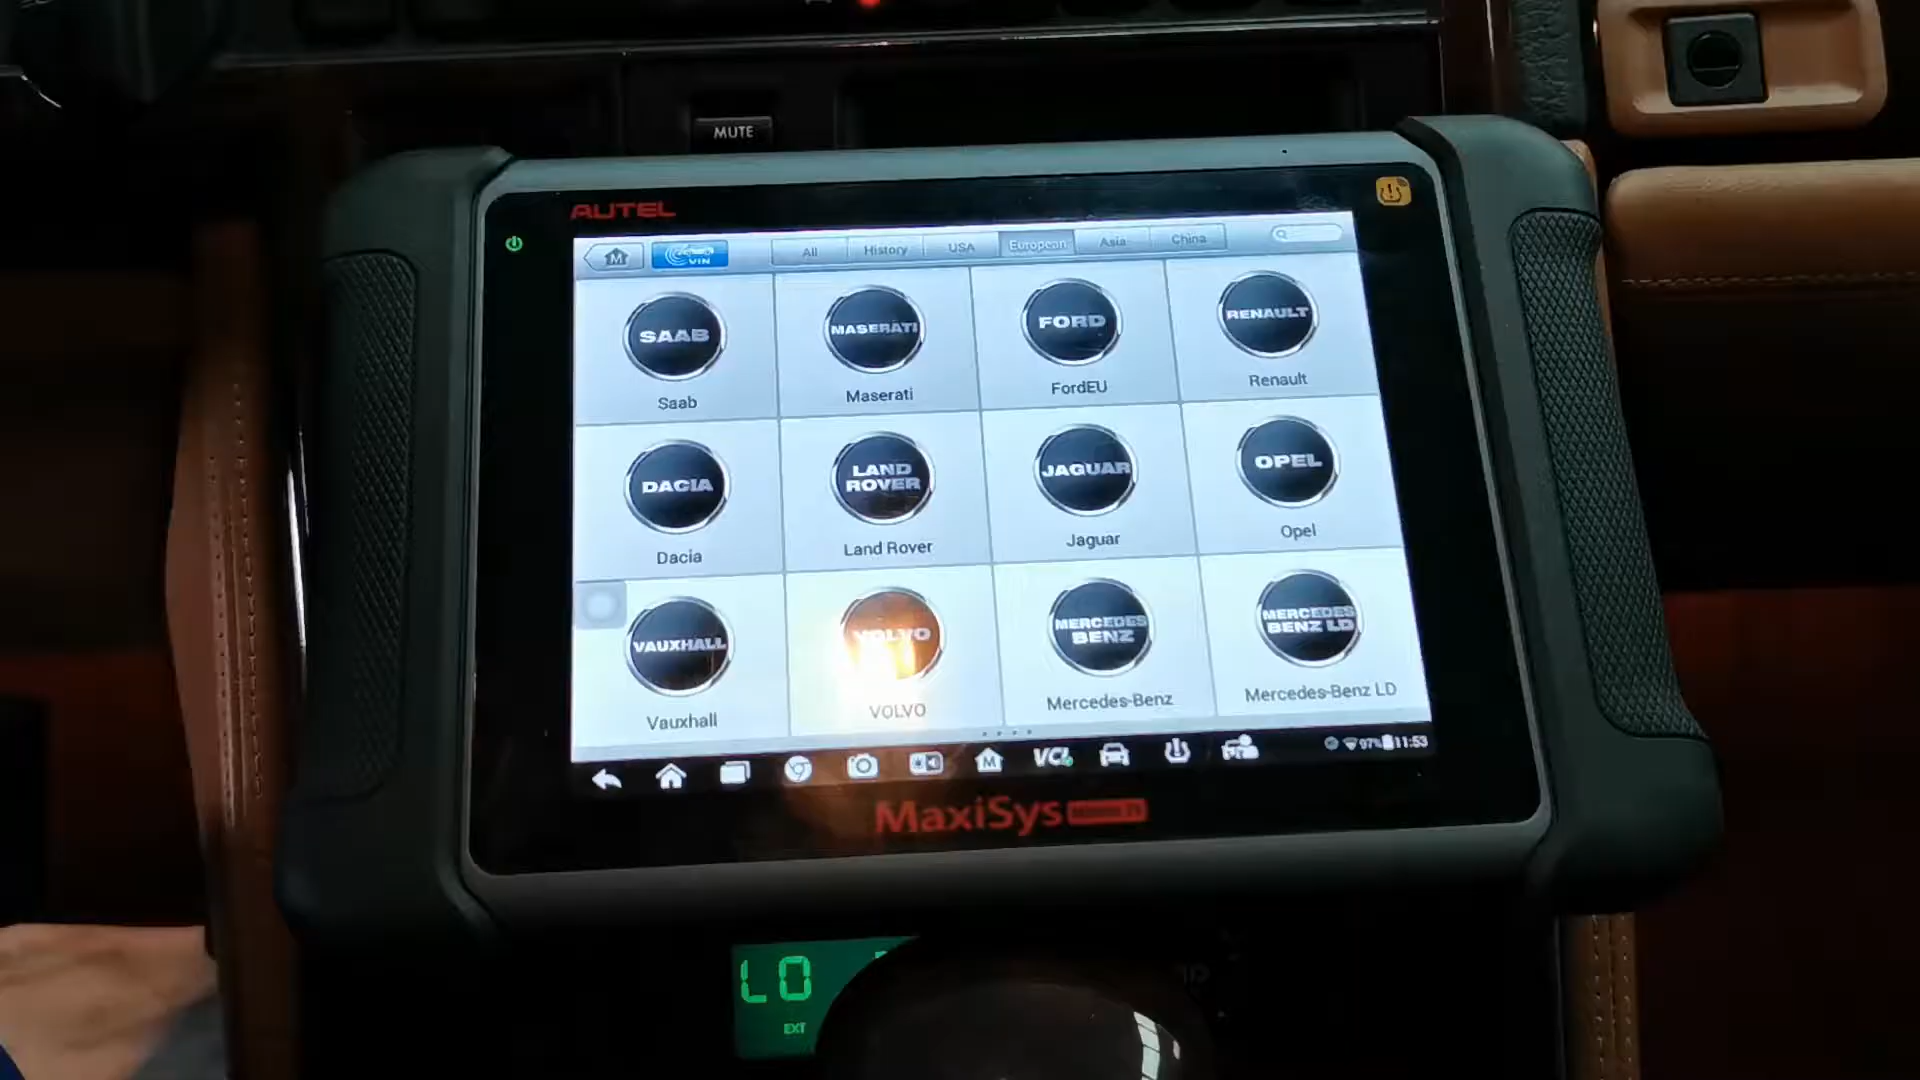 MUTE
AUTEL
VIN
All
History
USA
European
Asia
China
SAAB
MASERATI
FORD
RENAULT
Saab
Maserati
FordEU
Renault
DACIA
LAND
ROVER
JAGUAR
OPEL
Dacia
Land Rover
Jaguar
Opel
VAUXHALL
VOLVO
MERCEDES
BENZ
MERCEDES
BENZ LD
Vauxhall
VOLVO
Mercedes-Benz
Mercedes-Benz LD
M
VCI
97%
11:53
MaxiSys
LO
EXT